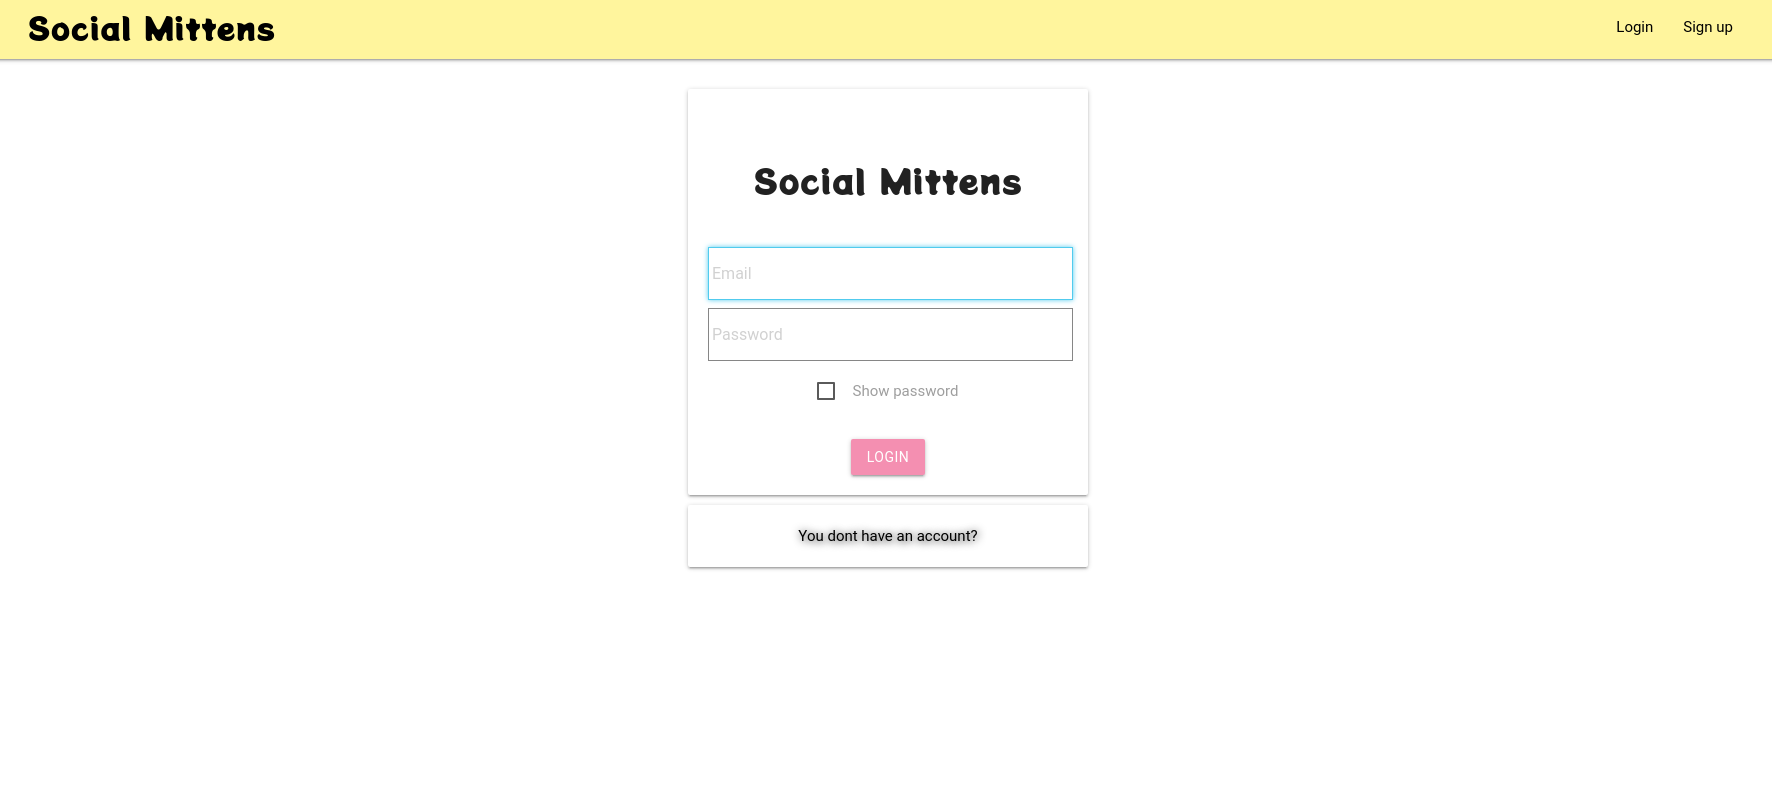 Social Mittens
Login
Sign up
Social Mittens
Email
Password
Show password
LOGIN
You dont have an account?